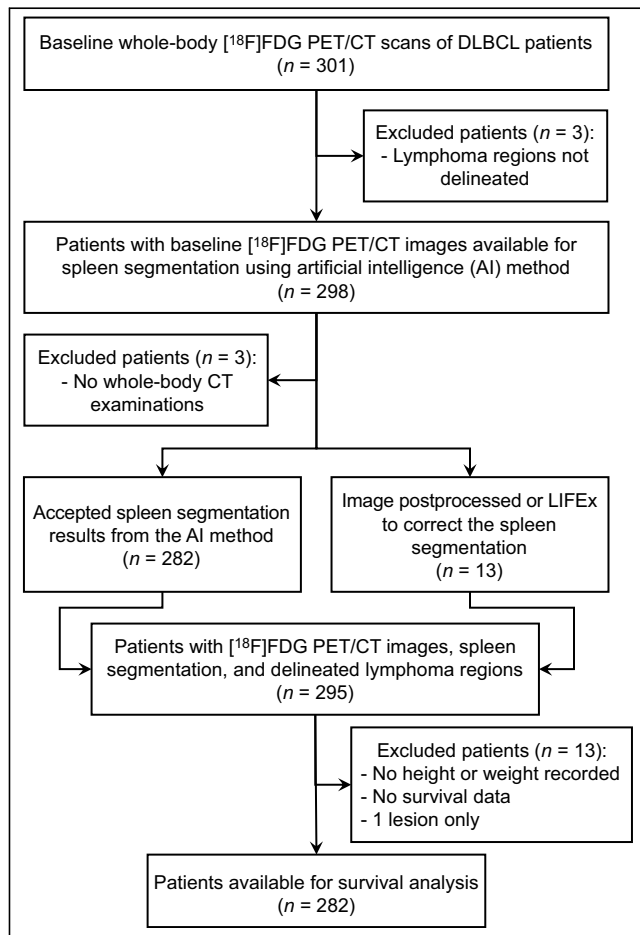 Baseline whole-body [18F]FDG PET/CT scans of DLBCL patients
(n = 301)
Excluded patients (n = 3):
- Lymphoma regions not
delineated
Patients with baseline [18F]FDG PET/CT images available for
spleen segmentation using artificial intelligence (AI) method
(n = 298)
Excluded patients (n = 3):
- No whole-body CT
examinations
Accepted spleen segmentation
results from the AI method
(n = 282)
Image postprocessed or LIFEx
to correct the spleen
segmentation
(n = 13)
Patients with [18F]FDG PET/CT images, spleen
segmentation, and delineated lymphoma regions
(n = 295)
Excluded patients (n = 13):
- No height or weight recorded
- No survival data
- 1 lesion only
Patients available for survival analysis
(n = 282)